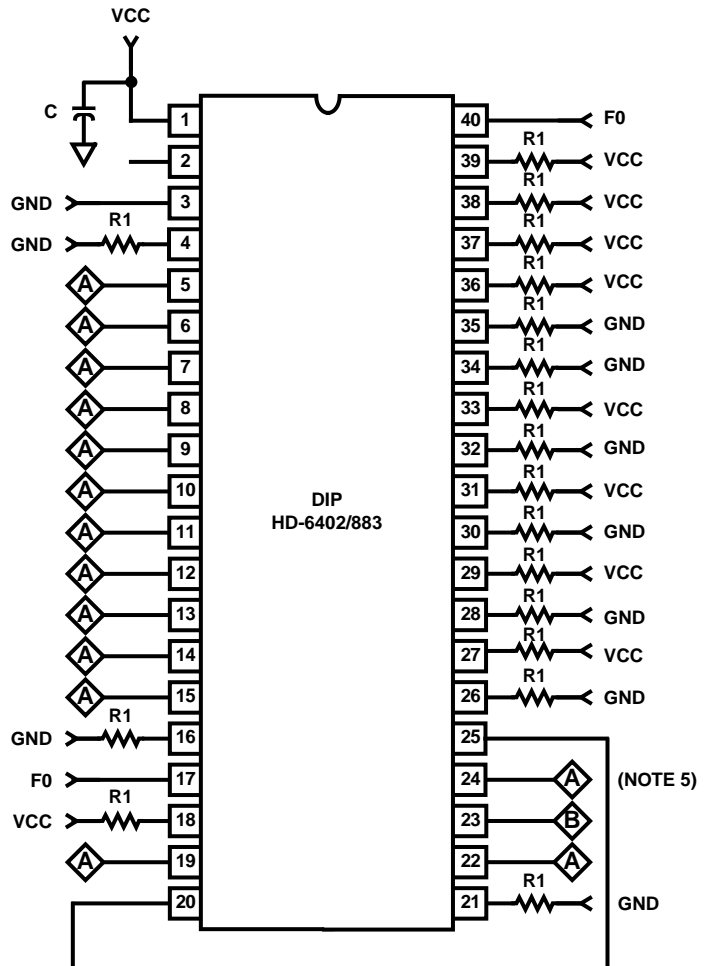 VCC
C
1 40 F0
R1
2 39 VCC
R1
GND 3 38 VCC
R1 R1
GND 4 37 VCC
R1
A 5 36 VCC
R1
A 6 35 GND
R1
A 7 34 GND
R1
A 8 33 VCC
R1
A 9 32 GND
R1
A 10 31 VCC
R1
A 11 30 GND
R1
A 12 29 VCC
R1
A 13 28 GND
R1
A 14 27 VCC
R1
A 15 26 GND
R1
GND 16 25
F0 17 24 A (NOTE 5)
R1
VCC 18 23 B
A 19 22 A
R1
20 21 GND
DIP
HD-6402/883